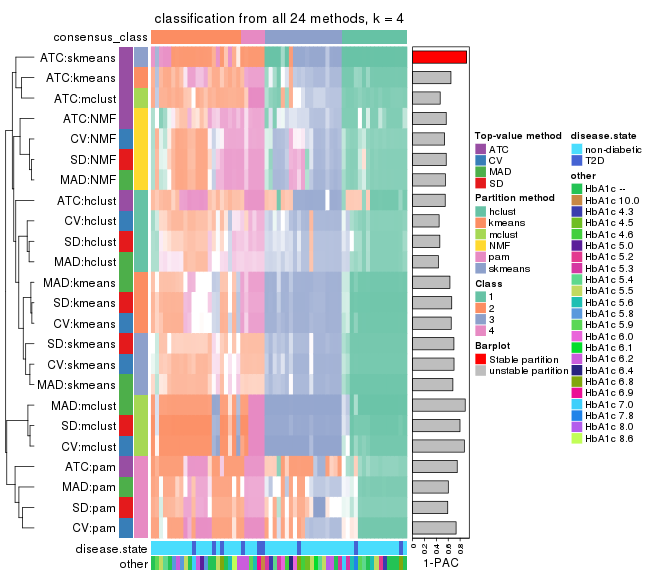 classification from all 24 methods, k = 4
consensus_class
ATC:skmeans
ATC:kmeans
ATC:mclust
ATC:NMF
CV:NMF
SD:NMF
MAD:NMF
ATC:hclust
CV:hclust
SD:hclust
MAD:hclust
MAD:kmeans
SD:kmeans
CV:kmeans
SD:skmeans
CV:skmeans
MAD:skmeans
MAD:mclust
SD:mclust
CV:mclust
ATC:pam
MAD:pam
SD:pam
CV:pam
disease.state
other
0 0.2 0.4 0.6 0.8
1-PAC
Top-value method
ATC
CV
MAD
SD
Partition method
hclust
kmeans
mclust
NMF
pam
skmeans
Class
1
2
3
4
Barplot
Stable partition
unstable partition
disease.state
non-diabetic
T2D
other
HbA1c --
HbA1c 10.0
HbA1c 4.3
HbA1c 4.5
HbA1c 4.6
HbA1c 5.0
HbA1c 5.2
HbA1c 5.3
HbA1c 5.4
HbA1c 5.5
HbA1c 5.6
HbA1c 5.8
HbA1c 5.9
HbA1c 6.0
HbA1c 6.1
HbA1c 6.2
HbA1c 6.4
HbA1c 6.8
HbA1c 6.9
HbA1c 7.0
HbA1c 7.8
HbA1c 8.0
HbA1c 8.6